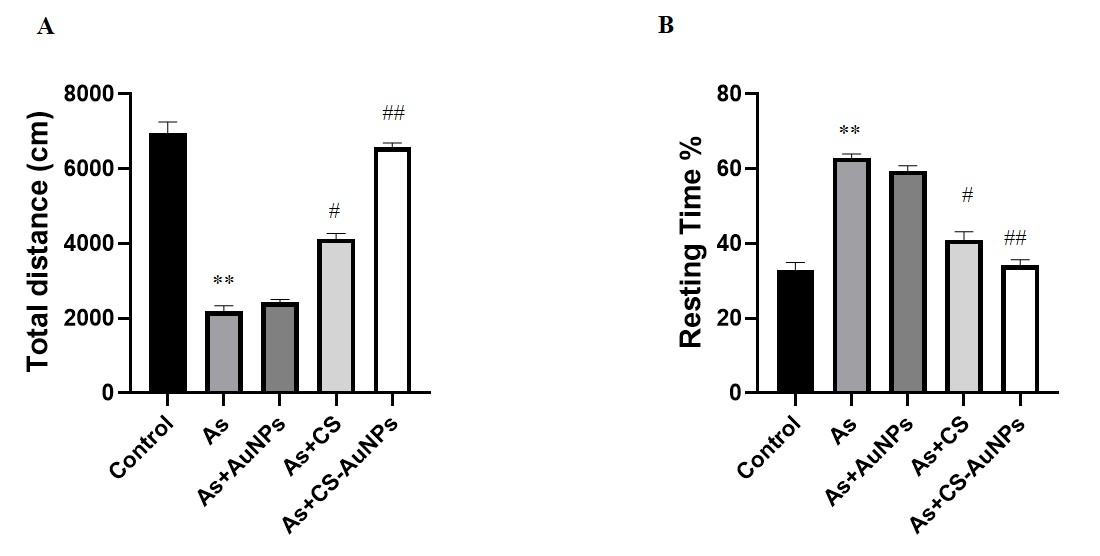 A
Total distance (cm)
8000
6000
4000
2000
0
**
#
##
Control
As
As+AuNPs
As+CS
As+CS-AuNPs
B
Resting Time %
80
60
40
20
0
**
#
##
Control
As
As+AuNPs
As+CS
As+CS-AuNPs